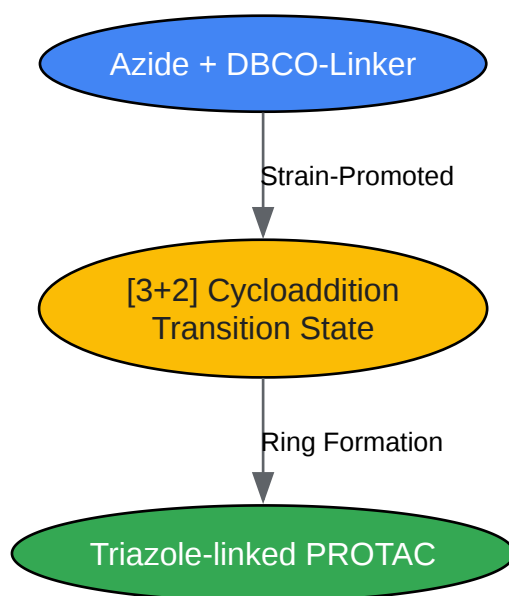 Azide + DBCO-Linker
Strain-Promoted
[3+2] Cycloaddition
Transition State
Ring Formation
Triazole-linked PROTAC